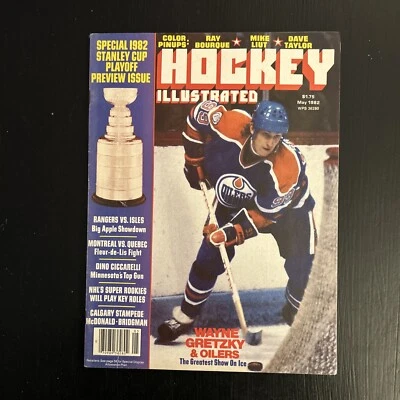 SPECIAL 1982
STANLEY CUP
PLAYOFF
PREVIEW ISSUE
COLOR PINUPS:
RAY BOURQUE
★ MIKE LIUT
★ DAVE TAYLOR
HOCKEY
ILLUSTRATED
$1.75
May 1982
OILERS
99
RANGERS VS. ISLES
Big Apple Showdown
MONTREAL VS. QUEBEC
Fleur-de-Lis Fight
DINO CICCARELLI
Minnesota's Top Gun
NHL'S SUPER ROOKIES
WILL PLAY KEY ROLES
CALGARY STAMPEDE
McDONALD-BRIDGMAN
WAYNE
GRETZKY
& OILERS
The Greatest Show On Ice